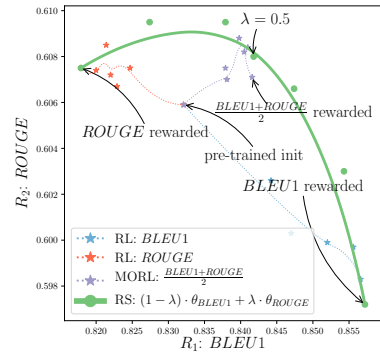 0.610
0.608
0.606
0.604
0.602
0.600
0.598
R₂: ROUGE
λ = 0.5
BLEU1+ROUGE/2 rewarded
ROUGE rewarded
pre-trained init
BLEU1 rewarded
RL: BLEU1
RL: ROUGE
MORL: BLEU1+ROUGE/2
RS: (1 − λ) · θ_BLEU1 + λ · θ_ROUGE
0.820 0.825 0.830 0.835 0.840 0.845 0.850 0.855
R₁: BLEU1